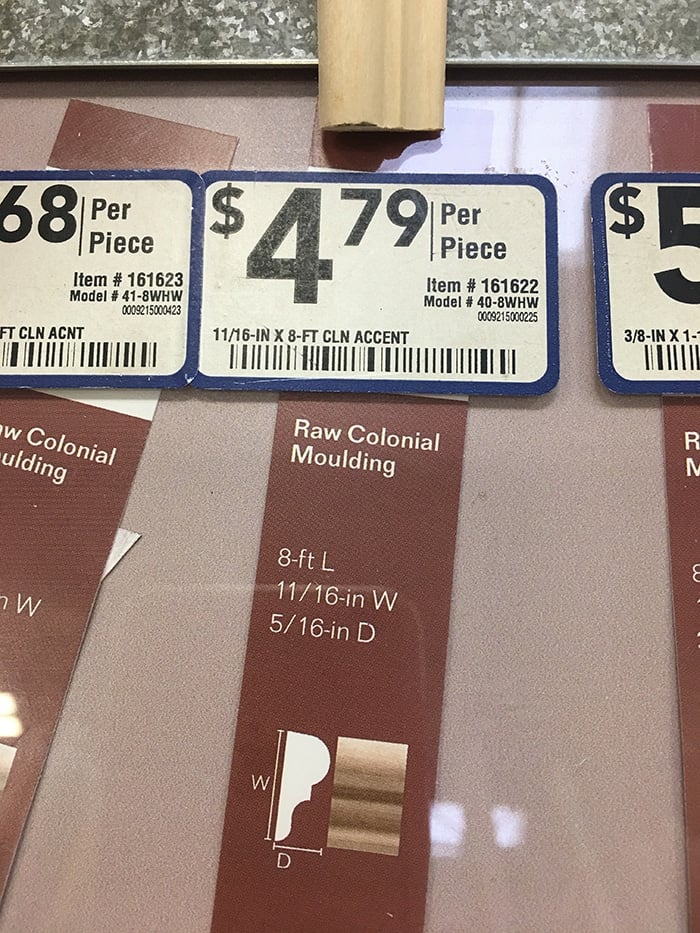 68 Per
Piece
Item # 161623
Model # 41-8WHW
0009215000423
FT CLN ACNT
$4 79 Per
Piece
Item # 161622
Model # 40-8WHW
0009215000225
11/16-IN X 8-FT CLN ACCENT
$5
3/8-IN X 1-
Colonial
Raw Colonial
Moulding
8-ft L
11/16-in W
5/16-in D
W
D
W
R
M